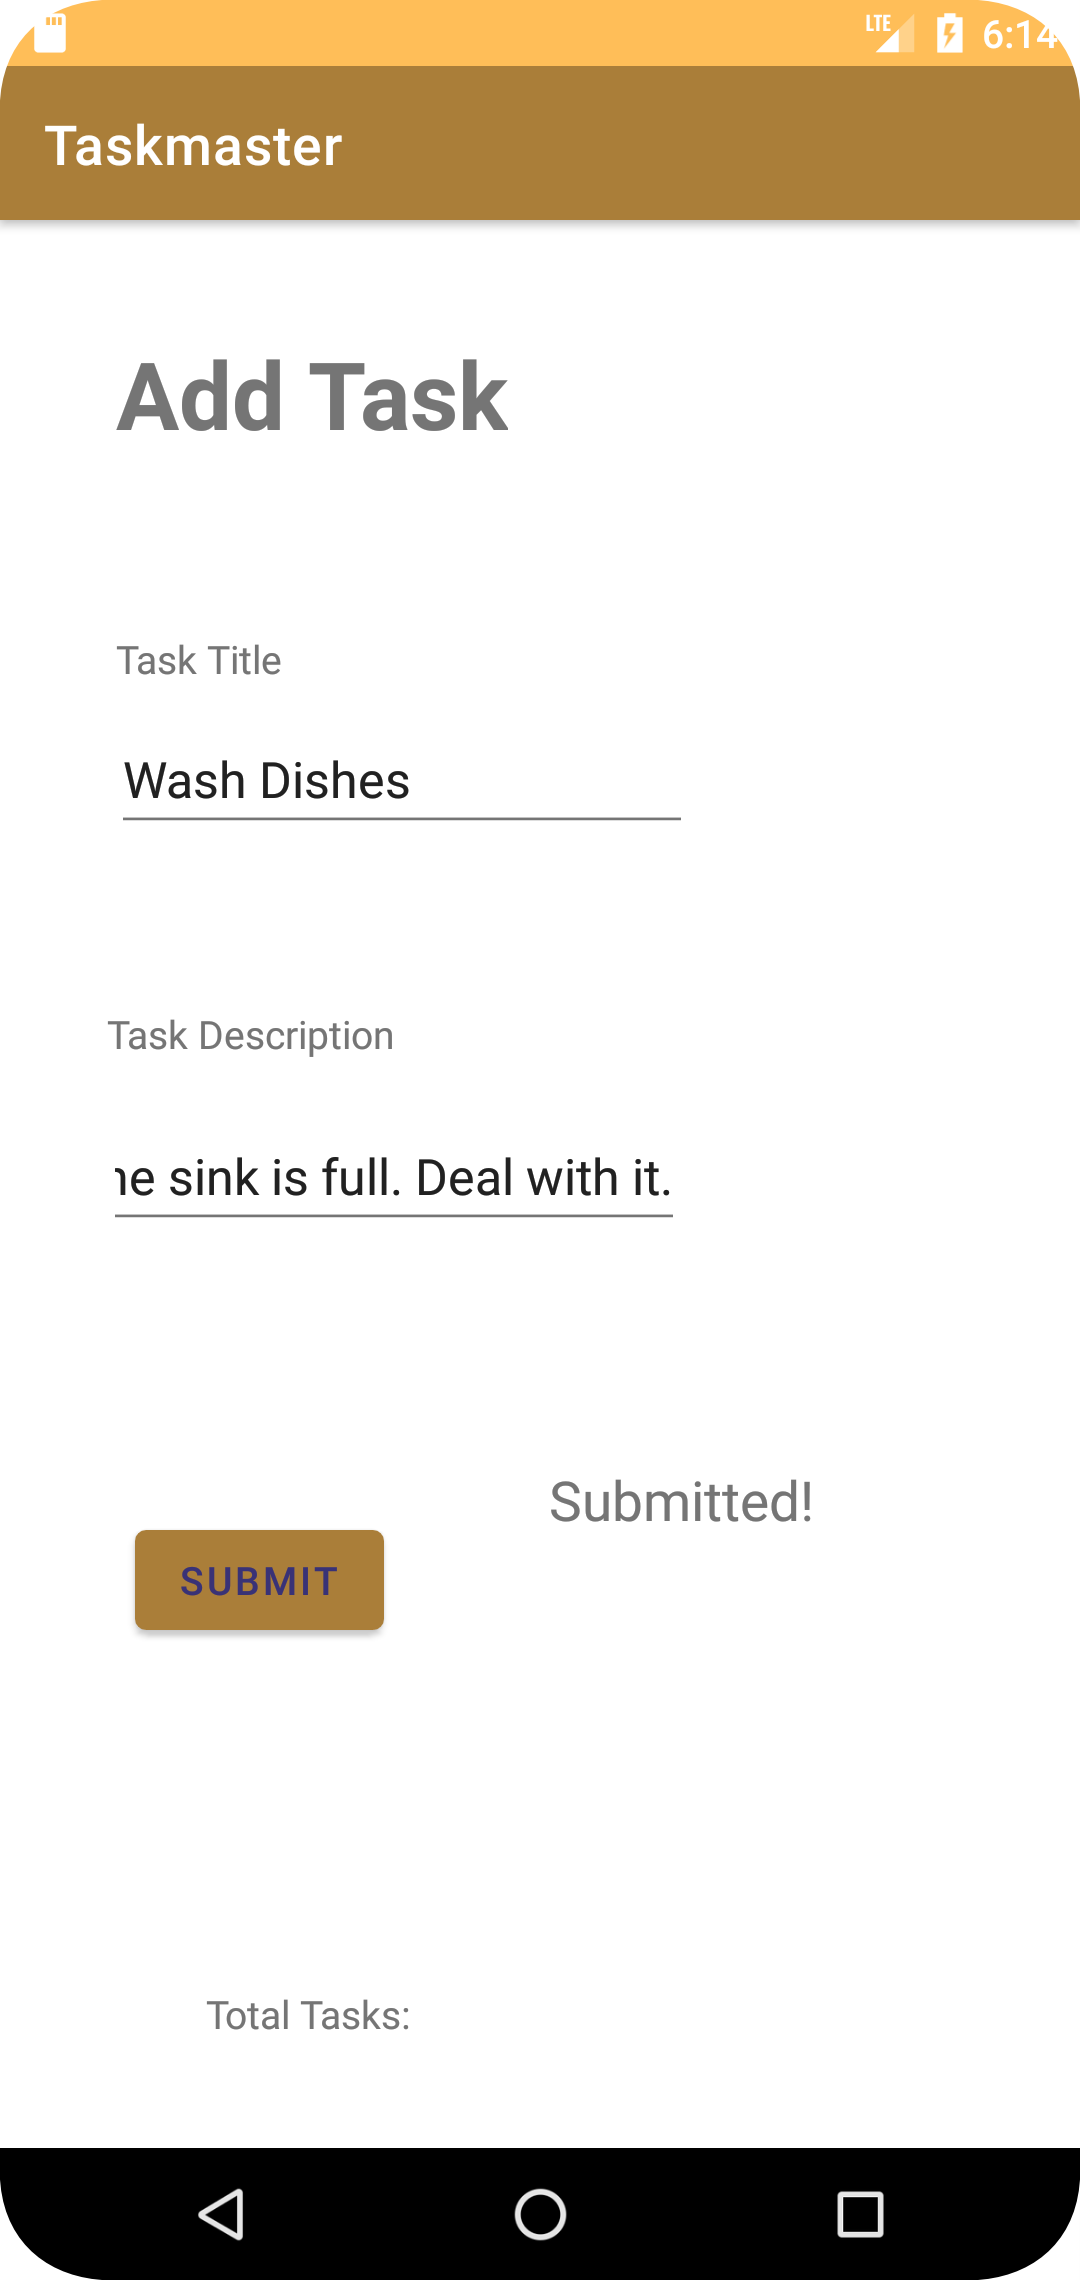 LTE 6:14
Taskmaster
Add Task
Task Title
Wash Dishes
Task Description
sink is full. Deal with it.
Submitted!
SUBMIT
Total Tasks: